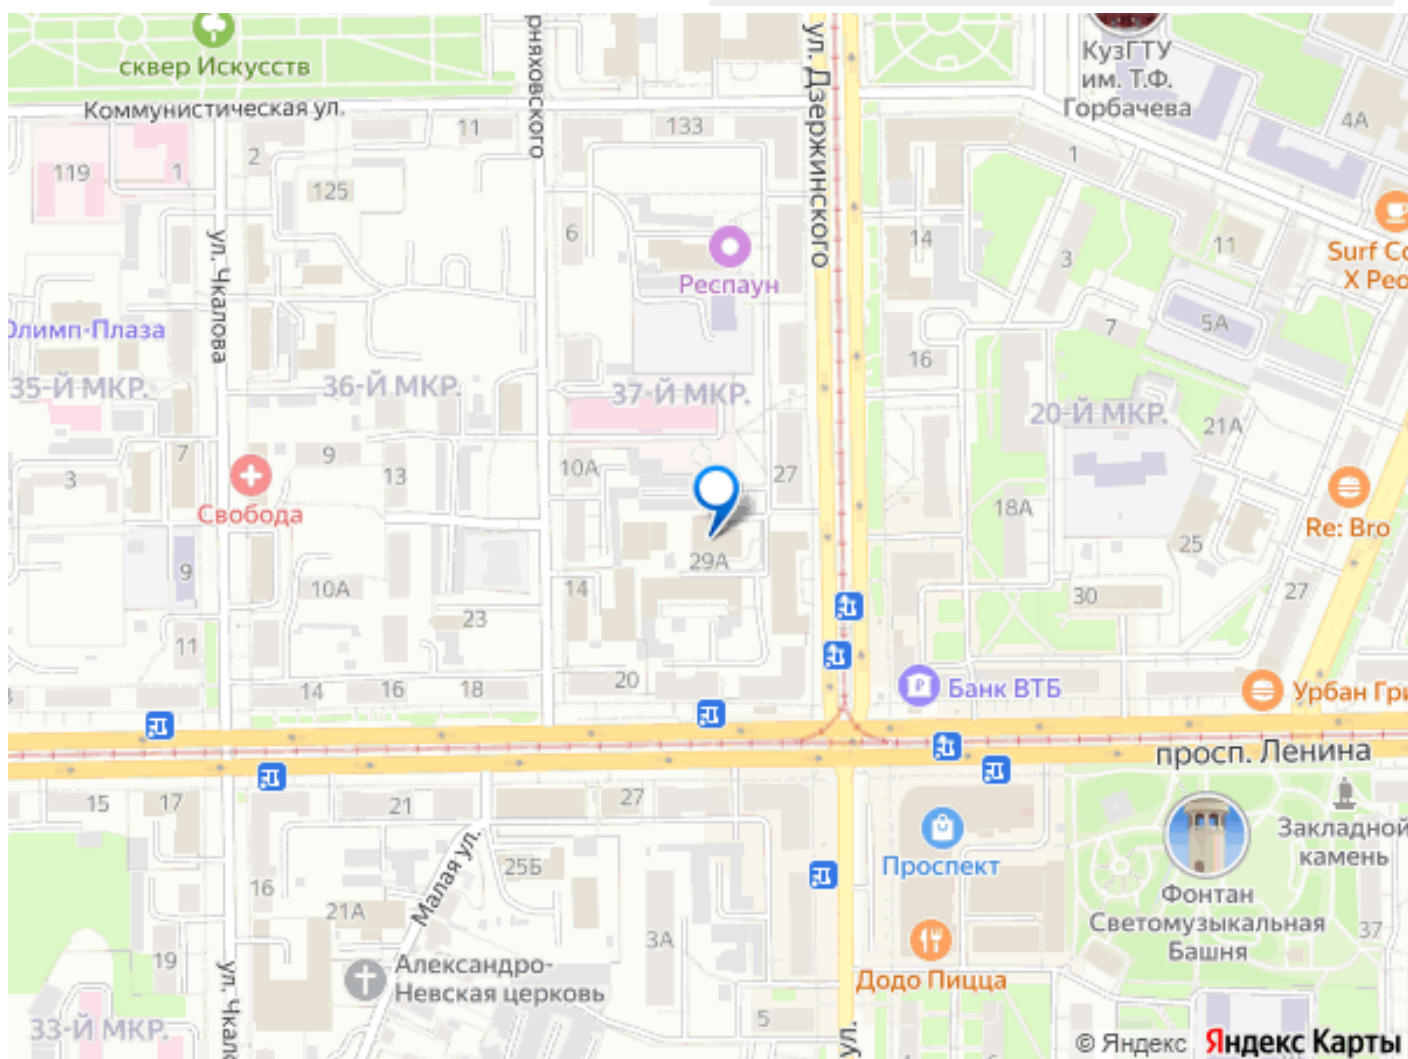 сквер Искусств
Коммунистическая ул.
рняховского
ул. Дзержинского
КузГТУ
им. Т.Ф.
Горбачева
4А
119
1
2
125
11
133
6
14
1
3
11
Surf Co
X Peo
Респаун
ул. Чкалова
Олимп-Плаза
35-Й МКР.
36-Й МКР.
37-Й МКР.
20-Й МКР.
16
7
5А
21А
3
7
9
13
10А
27
18А
25
Свобода
Re: Bro
29А
9
10А
14
23
30
27
11
14
16
18
20
Банк ВТБ
Урбан Гри
просп. Ленина
15
17
21
27
Малая ул.
25Б
Проспект
Закладной
камень
Фонтан
Светомузыкальная
Башня
37
16
21А
3А
19
Александро-
Невская церковь
Додо Пицца
ул. Чкало
33-Й МКР.
5
ул.
© Яндекс Яндекс Карты